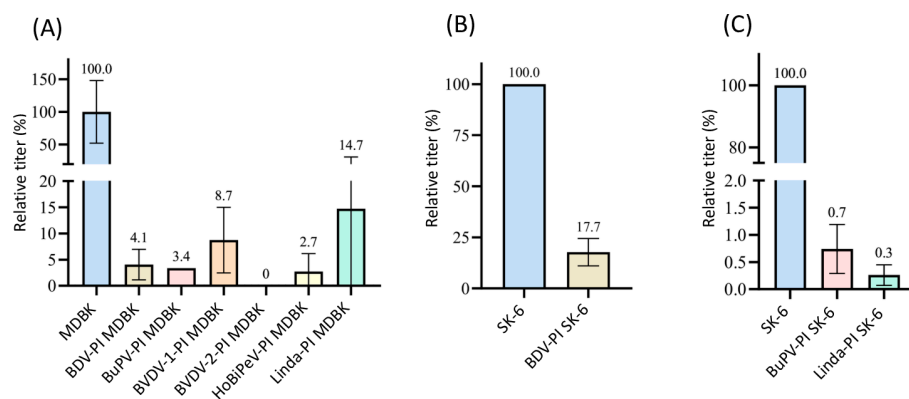 (A)
Relative titer (%)
150
100
50
20
15
10
5
0
100.0
4.1
3.4
8.7
0
2.7
14.7
MDBK
BDV-PI MDBK
BuPV-PI MDBK
BVDV-1-PI MDBK
BVDV-2-PI MDBK
HoBiPeV-PI MDBK
Linda-PI MDBK
(B)
Relative titer (%)
100
75
50
25
0
100.0
17.7
SK-6
BDV-PI SK-6
(C)
Relative titer (%)
100
80
2.0
1.5
1.0
0.5
0.0
100.0
0.7
0.3
SK-6
BuPV-PI SK-6
Linda-PI SK-6